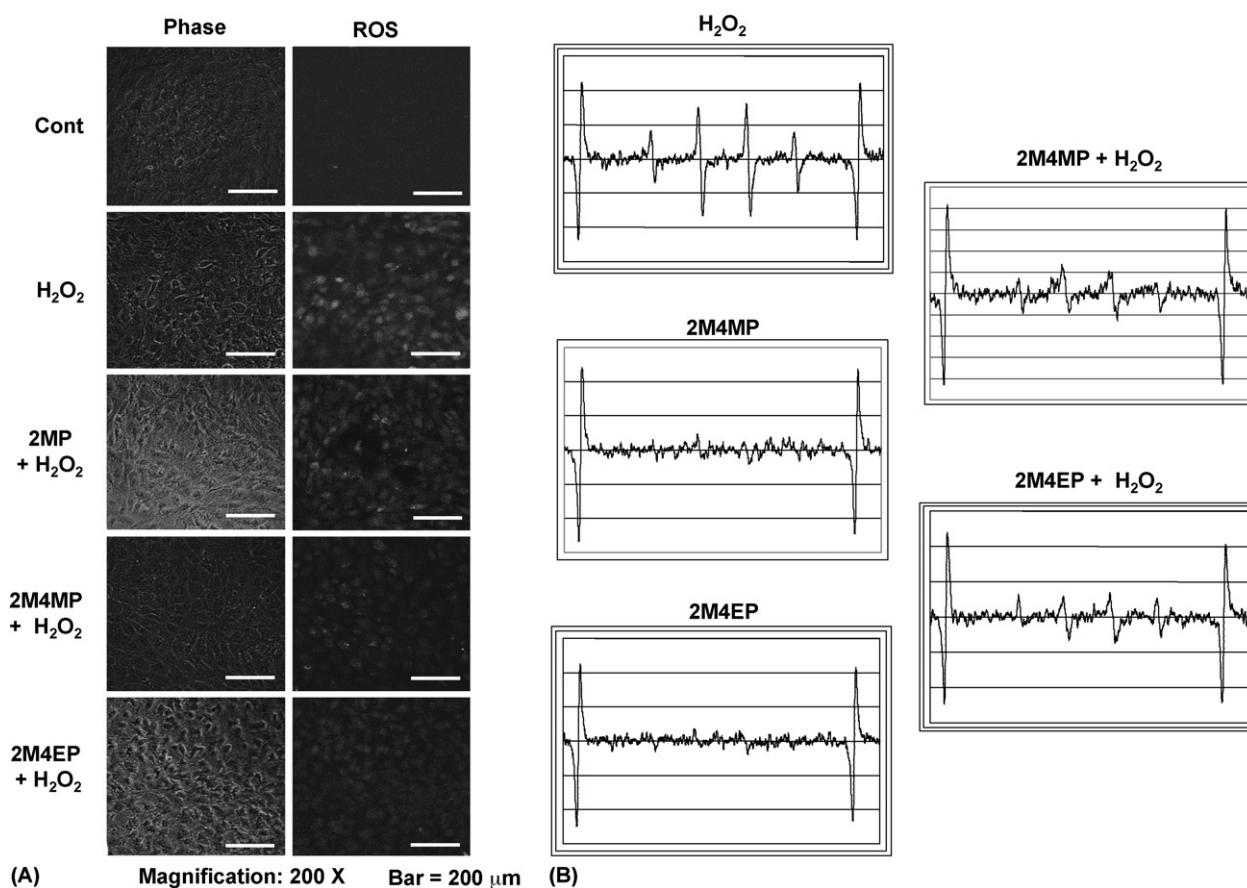 Phase ROS
Cont
H₂O₂
2MP
+ H₂O₂
2M4MP
+ H₂O₂
2M4EP
+ H₂O₂
(A) Magnification: 200 X Bar = 200 μm
H₂O₂
2M4MP
2M4EP
2M4MP + H₂O₂
2M4EP + H₂O₂
(B)